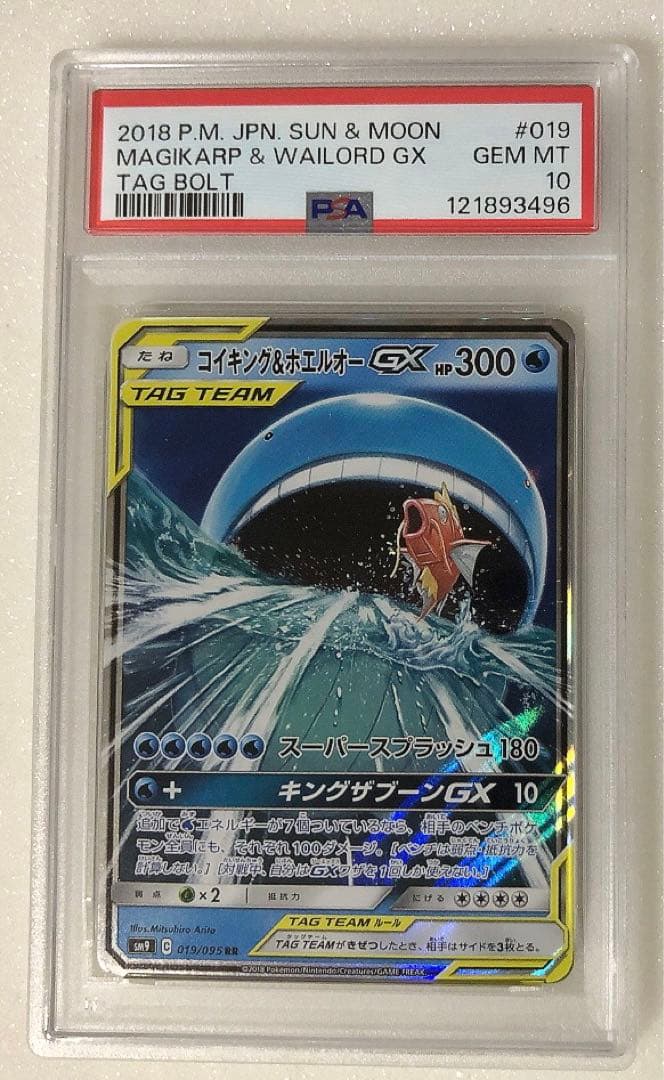 2018 P.M. JPN. SUN & MOON #019
MAGIKARP & WAILORD GX GEM MT
TAG BOLT 10
PSA 121893496
たね コイキング&ホエルオーGX HP300
TAG TEAM
スーパースプラッシュ 180
+ キングザブーンGX 10
追加で エネルギーが7個ついているなら、相手のベンチポケ
モン全員にも、それぞれ100ダメージ。[ベンチは弱点・抵抗力を
計算しない。][対戦中、自分はGXワザを1回しか使えない。]
弱点 ×2 抵抗力 にげる
Illus. Mitsuhiro Arita
TAG TEAM ルール
TAG TEAMがきぜつしたとき、相手はサイドを3枚とる。
SM9 C 019/095 RR
©2018 Pokémon/Nintendo/Creatures/GAME FREAK.